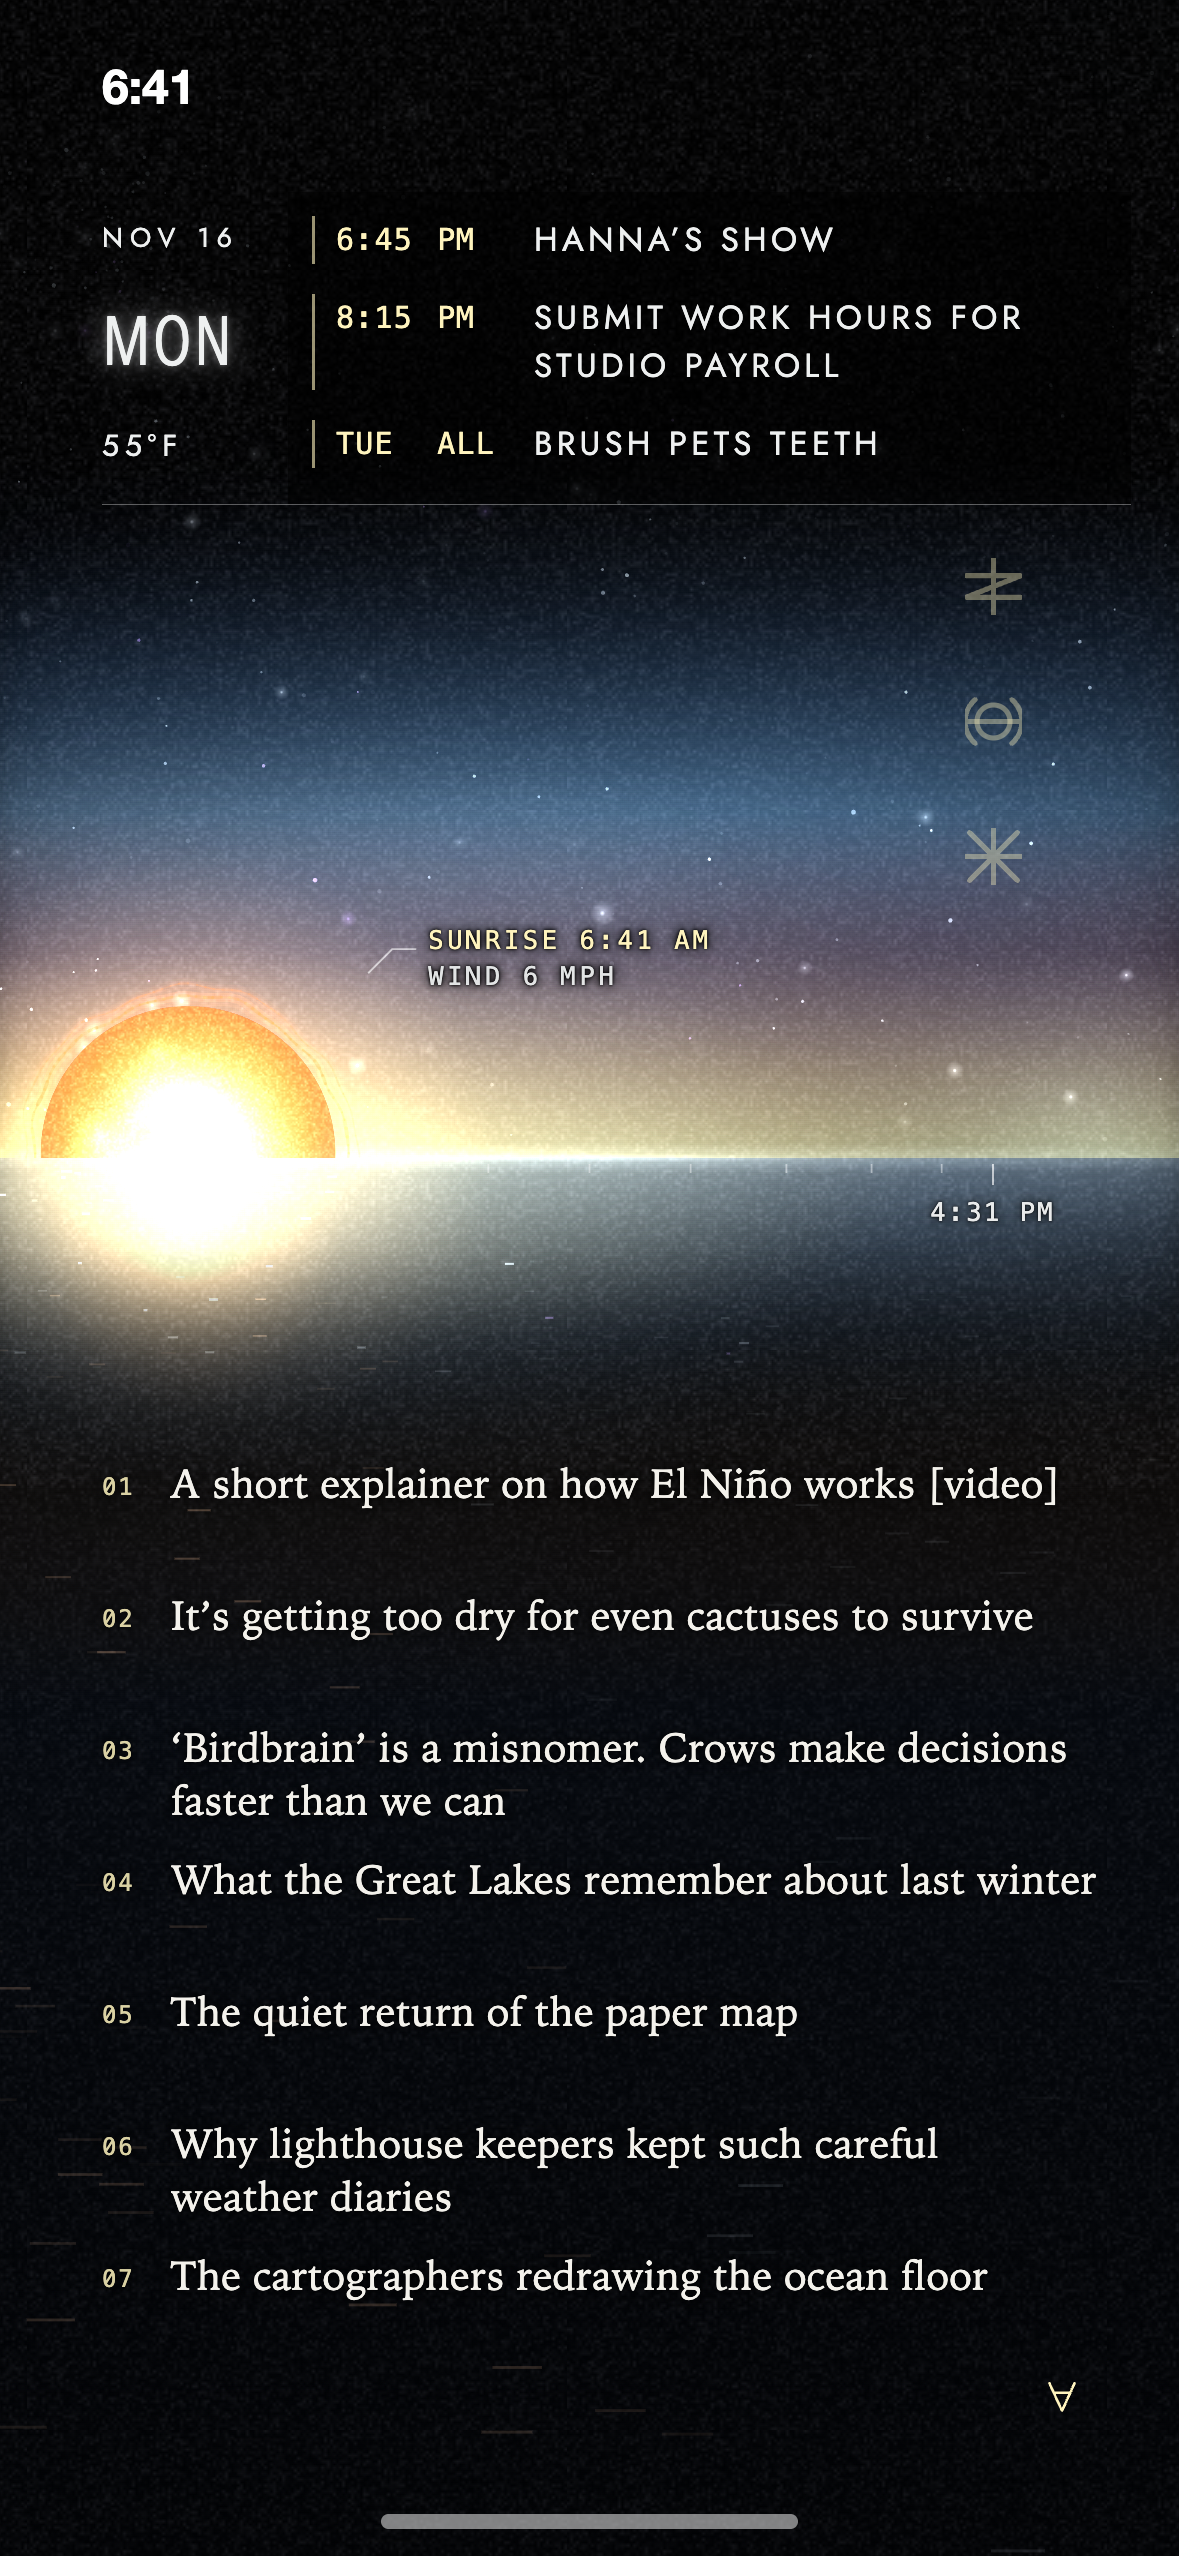 6:41
NOV 16
MON
55°F
6:45 PM HANNA’S SHOW
8:15 PM SUBMIT WORK HOURS FOR
STUDIO PAYROLL
TUE ALL BRUSH PETS TEETH
SUNRISE 6:41 AM
WIND 6 MPH
4:31 PM
01 A short explainer on how El Niño works [video]
02 It’s getting too dry for even cactuses to survive
03 ‘Birdbrain’ is a misnomer. Crows make decisions
faster than we can
04 What the Great Lakes remember about last winter
05 The quiet return of the paper map
06 Why lighthouse keepers kept such careful
weather diaries
07 The cartographers redrawing the ocean floor